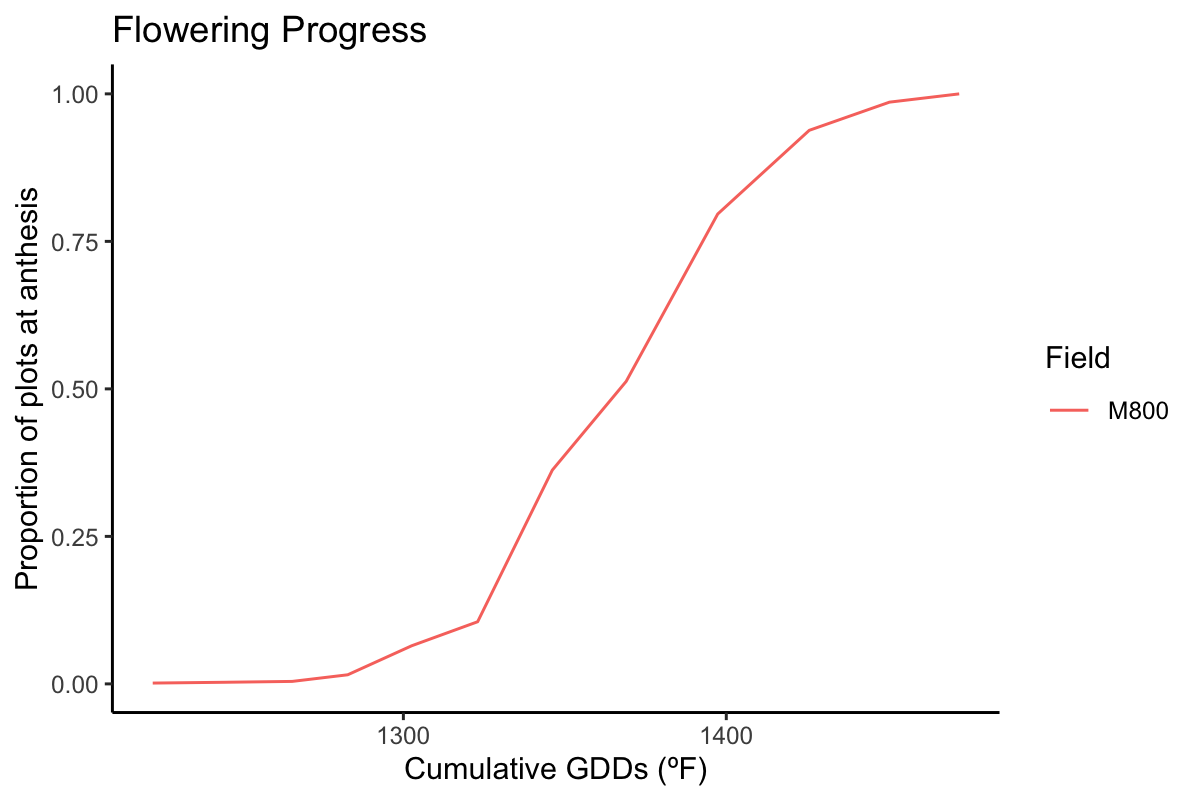 Flowering Progress
Proportion of plots at anthesis
1.00
0.75
0.50
0.25
0.00
1300
1400
Cumulative GDDs (ºF)
Field
M800